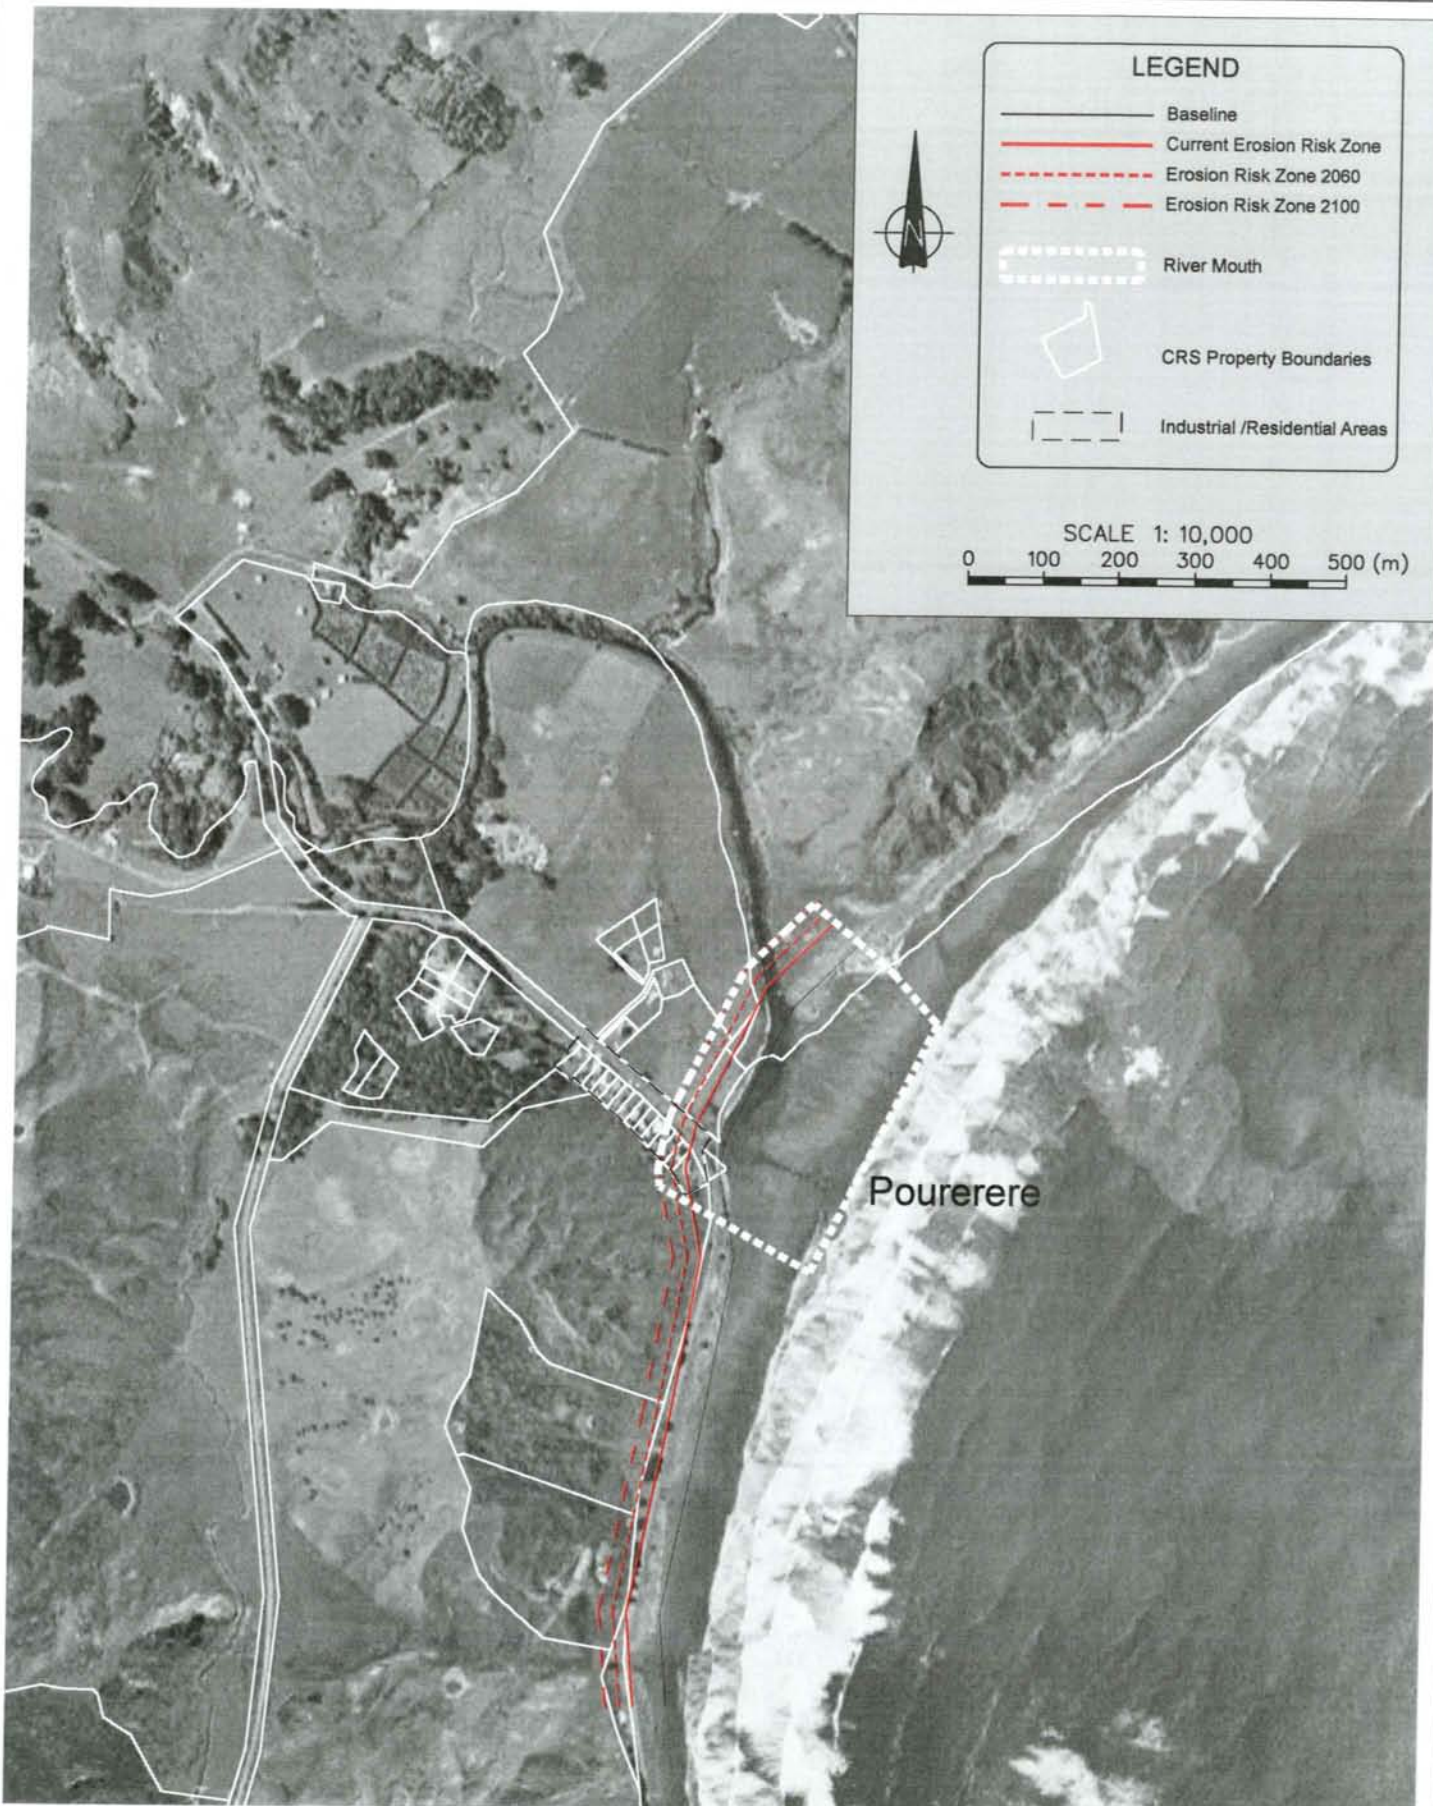 LEGEND
Baseline
Current Erosion Risk Zone
Erosion Risk Zone 2060
Erosion Risk Zone 2100
N
River Mouth
CRS Property Boundaries
Industrial /Residential Areas
SCALE 1: 10,000
0 100 200 300 400 500 (m)
Pourerere